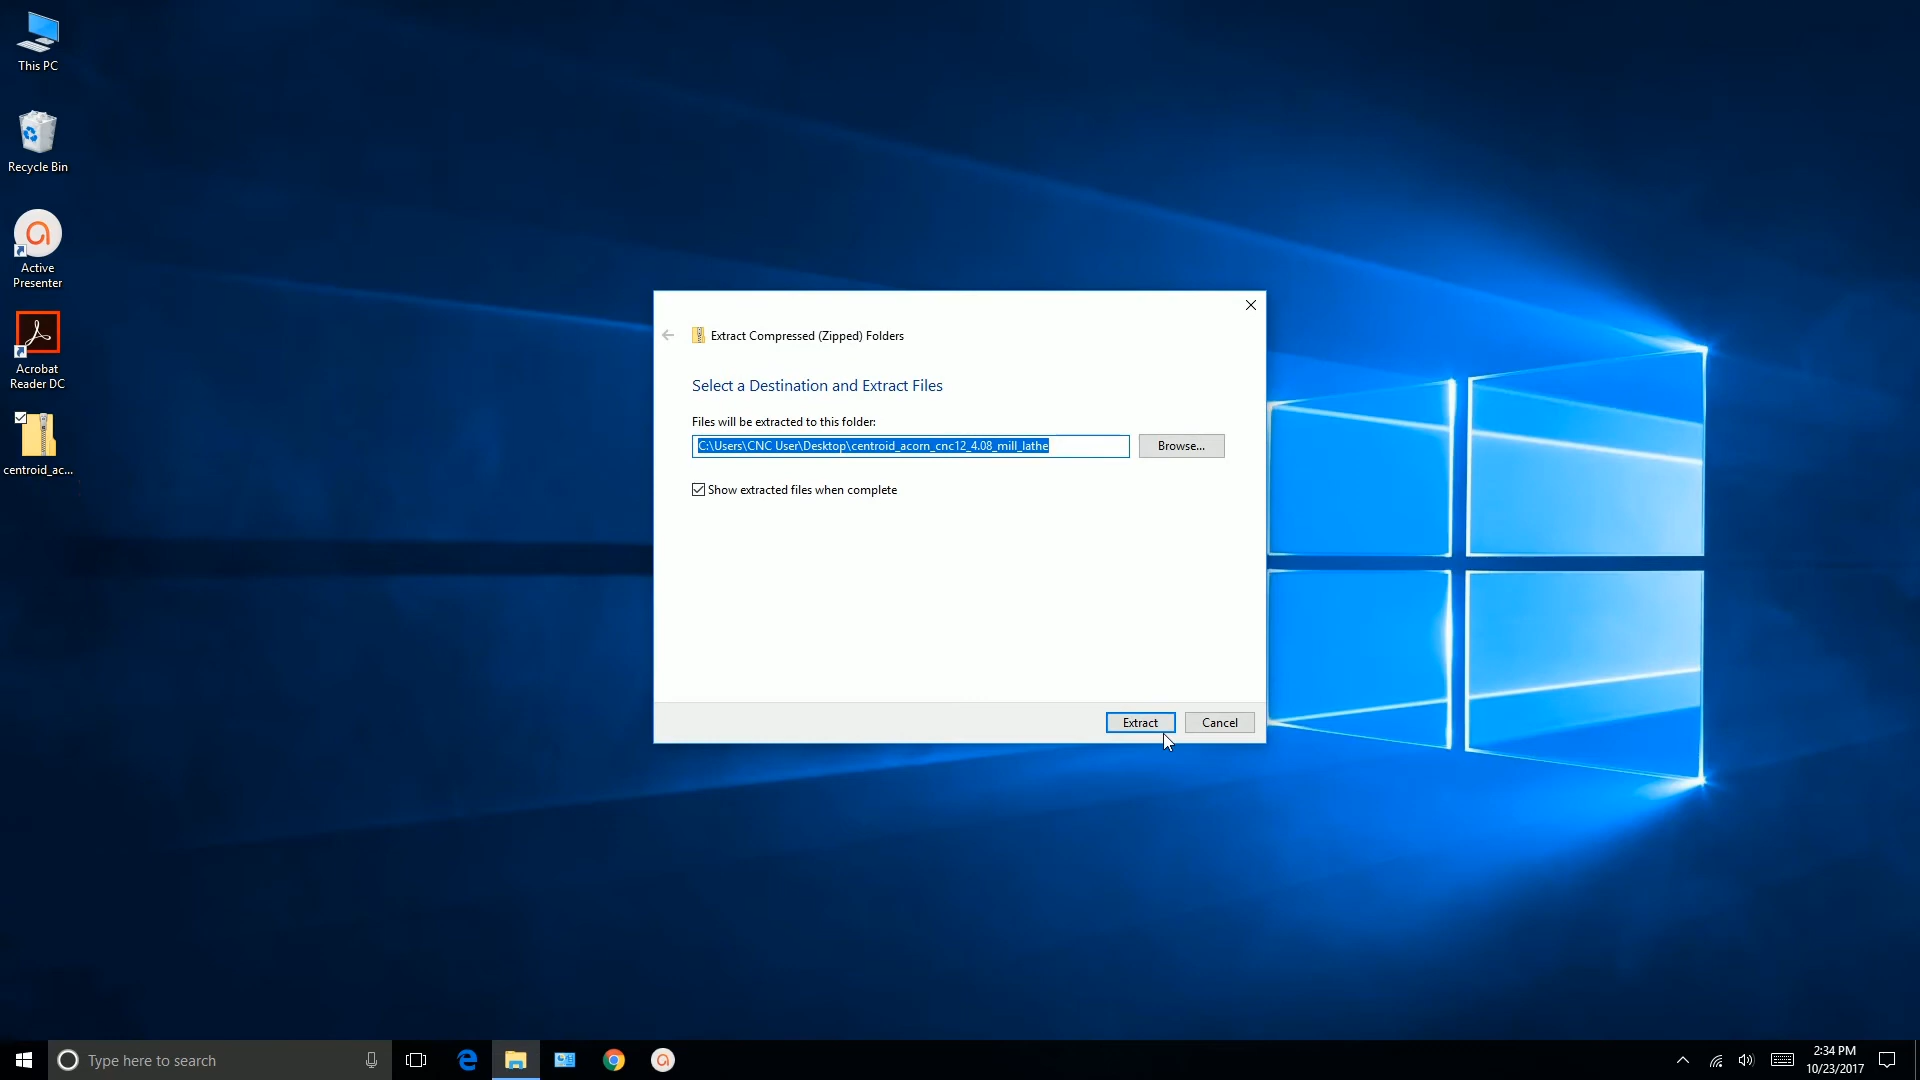 This PC
Recycle Bin
Active
Presenter
Acrobat
Reader DC
centroid_ac...
Extract Compressed (Zipped) Folders
Select a Destination and Extract Files
Files will be extracted to this folder:
C:\Users\CNC User\Desktop\centroid_acorn_cnc12_4.08_mill_lathe
Browse...
Show extracted files when complete
Extract
Cancel
Type here to search
2:34 PM
10/23/2017